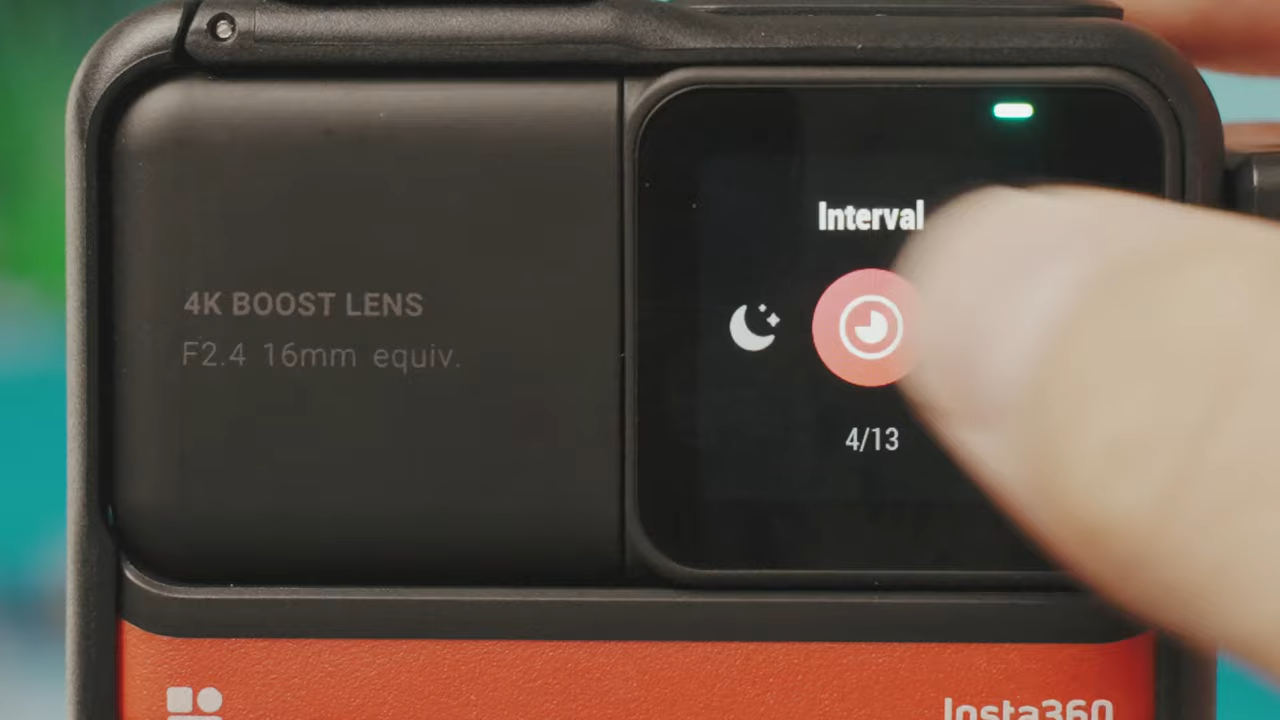 4K BOOST LENS
F2.4 16mm equiv.
Interval
4/13
Insta360